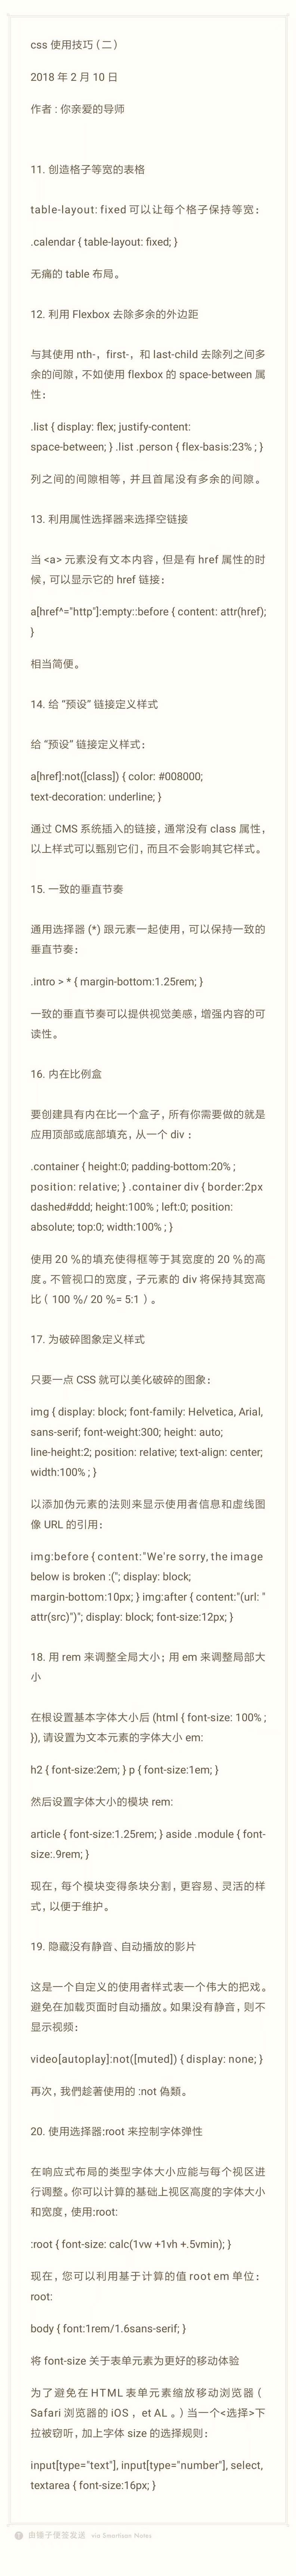 css 使用技巧（二）
2018 年 2 月 10 日
作者 : 你亲爱的导师
11. 创造格子等宽的表格
table-layout: fixed 可以让每个格子保持等宽：
.calendar { table-layout: fixed; }
无痛的 table 布局。
12. 利用 Flexbox 去除多余的外边距
与其使用 nth-，first-，和 last-child 去除列之间多
余的间隙，不如使用 flexbox 的 space-between 属
性：
.list { display: flex; justify-content:
space-between; } .list .person { flex-basis:23% ; }
列之间的间隙相等，并且首尾没有多余的间隙。
13. 利用属性选择器来选择空链接
当 <a> 元素没有文本内容，但是有 href 属性的时
候，可以显示它的 href 链接：
a[href^="http"]:empty::before { content: attr(href);
}
相当简便。
14. 给 “预设” 链接定义样式
给 “预设” 链接定义样式：
a[href]:not([class]) { color: #008000;
text-decoration: underline; }
通过 CMS 系统插入的链接，通常没有 class 属性，
以上样式可以甄别它们，而且不会影响其它样式。
15. 一致的垂直节奏
通用选择器 (*) 跟元素一起使用，可以保持一致的
垂直节奏：
.intro > * { margin-bottom:1.25rem; }
一致的垂直节奏可以提供视觉美感，增强内容的可
读性。
16. 内在比例盒
要创建具有内在比一个盒子，所有你需要做的就是
应用顶部或底部填充，从一个 div：
.container { height:0; padding-bottom:20% ;
position: relative; } .container div { border:2px
dashed#ddd; height:100% ; left:0; position:
absolute; top:0; width:100% ; }
使用 20 ％的填充使得框等于其宽度的 20 ％的高
度。不管视口的宽度，子元素的 div 将保持其宽高
比（ 100 ％/ 20 ％= 5:1 ）。
17. 为破碎图象定义样式
只要一点 CSS 就可以美化破碎的图象：
img { display: block; font-family: Helvetica, Arial,
sans-serif; font-weight:300; height: auto;
line-height:2; position: relative; text-align: center;
width:100% ; }
以添加伪元素的法则来显示使用者信息和虚线图
像 URL 的引用：
img:before { content:"We're sorry, the image
below is broken :("; display: block;
margin-bottom:10px; } img:after { content:"(url: "
attr(src)")"; display: block; font-size:12px; }
18. 用 rem 来调整全局大小；用 em 来调整局部大
小
在根设置基本字体大小后 (html { font-size: 100% ;
}), 请设置为文本元素的字体大小 em:
h2 { font-size:2em; } p { font-size:1em; }
然后设置字体大小的模块 rem:
article { font-size:1.25rem; } aside .module { font-
size:.9rem; }
现在，每个模块变得条块分割，更容易、灵活的样
式，以便于维护。
19. 隐藏没有静音、自动播放的影片
这是一个自定义的使用者样式表一个伟大的把戏。
避免在加载页面时自动播放。如果没有静音，则不
显示视频：
video[autoplay]:not([muted]) { display: none; }
再次，我們趁著使用的 :not 偽類。
20. 使用选择器:root 来控制字体弹性
在响应式布局的类型字体大小应能与每个视区进
行调整。你可以计算的基础上视区高度的字体大小
和宽度，使用:root:
:root { font-size: calc(1vw +1vh +.5vmin); }
现在，您可以利用基于计算的值 root em 单位：
root:
body { font:1rem/1.6sans-serif; }
将 font-size 关于表单元素为更好的移动体验
为了避免在 HTML 表单元素缩放移动浏览器（
Safari 浏览器的 iOS ，et AL 。）当一个<选择>下
拉被窃听，加上字体 size 的选择规则：
input[type="text"], input[type="number"], select,
textarea { font-size:16px; }
由锤子便签发送 via Smartisan Notes